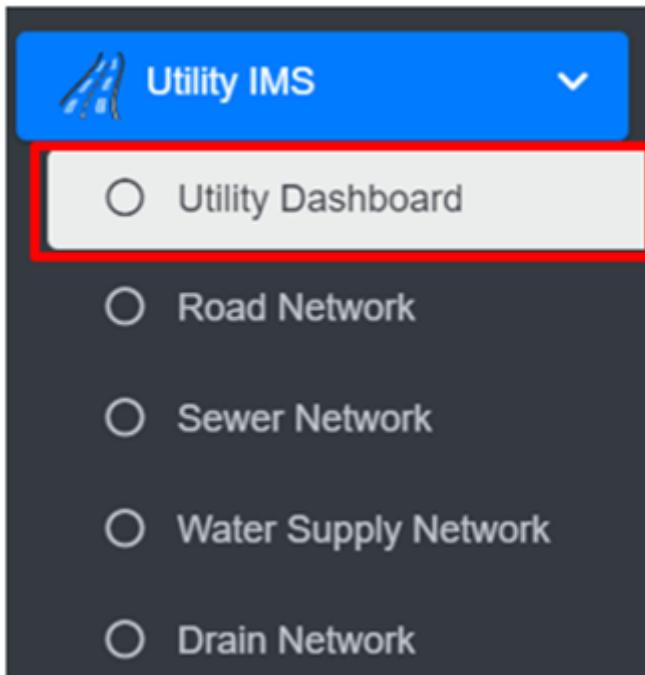 Utility IMS
Utility Dashboard
Road Network
Sewer Network
Water Supply Network
Drain Network